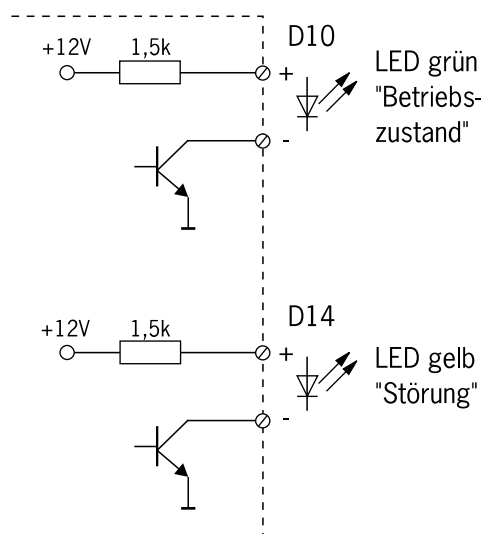 D10
+12V 1,5k
+ LED grün
"Betriebs-
zustand"
-
D14
+12V 1,5k
+ LED gelb
"Störung"
-